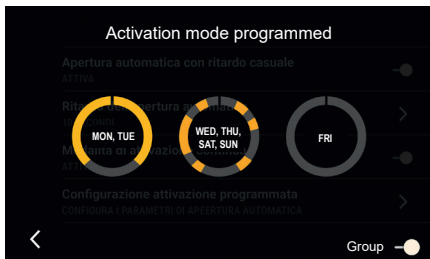 Activation mode programmed
Apertura automatica con ritardo casuale
ATTIVA
MON, TUE
WED, THU,
SAT, SUN
FRI
Configurazione attivazione programmata
CONFIGURA I PARAMETRI DI APEERTURA AUTOMATICA
Group